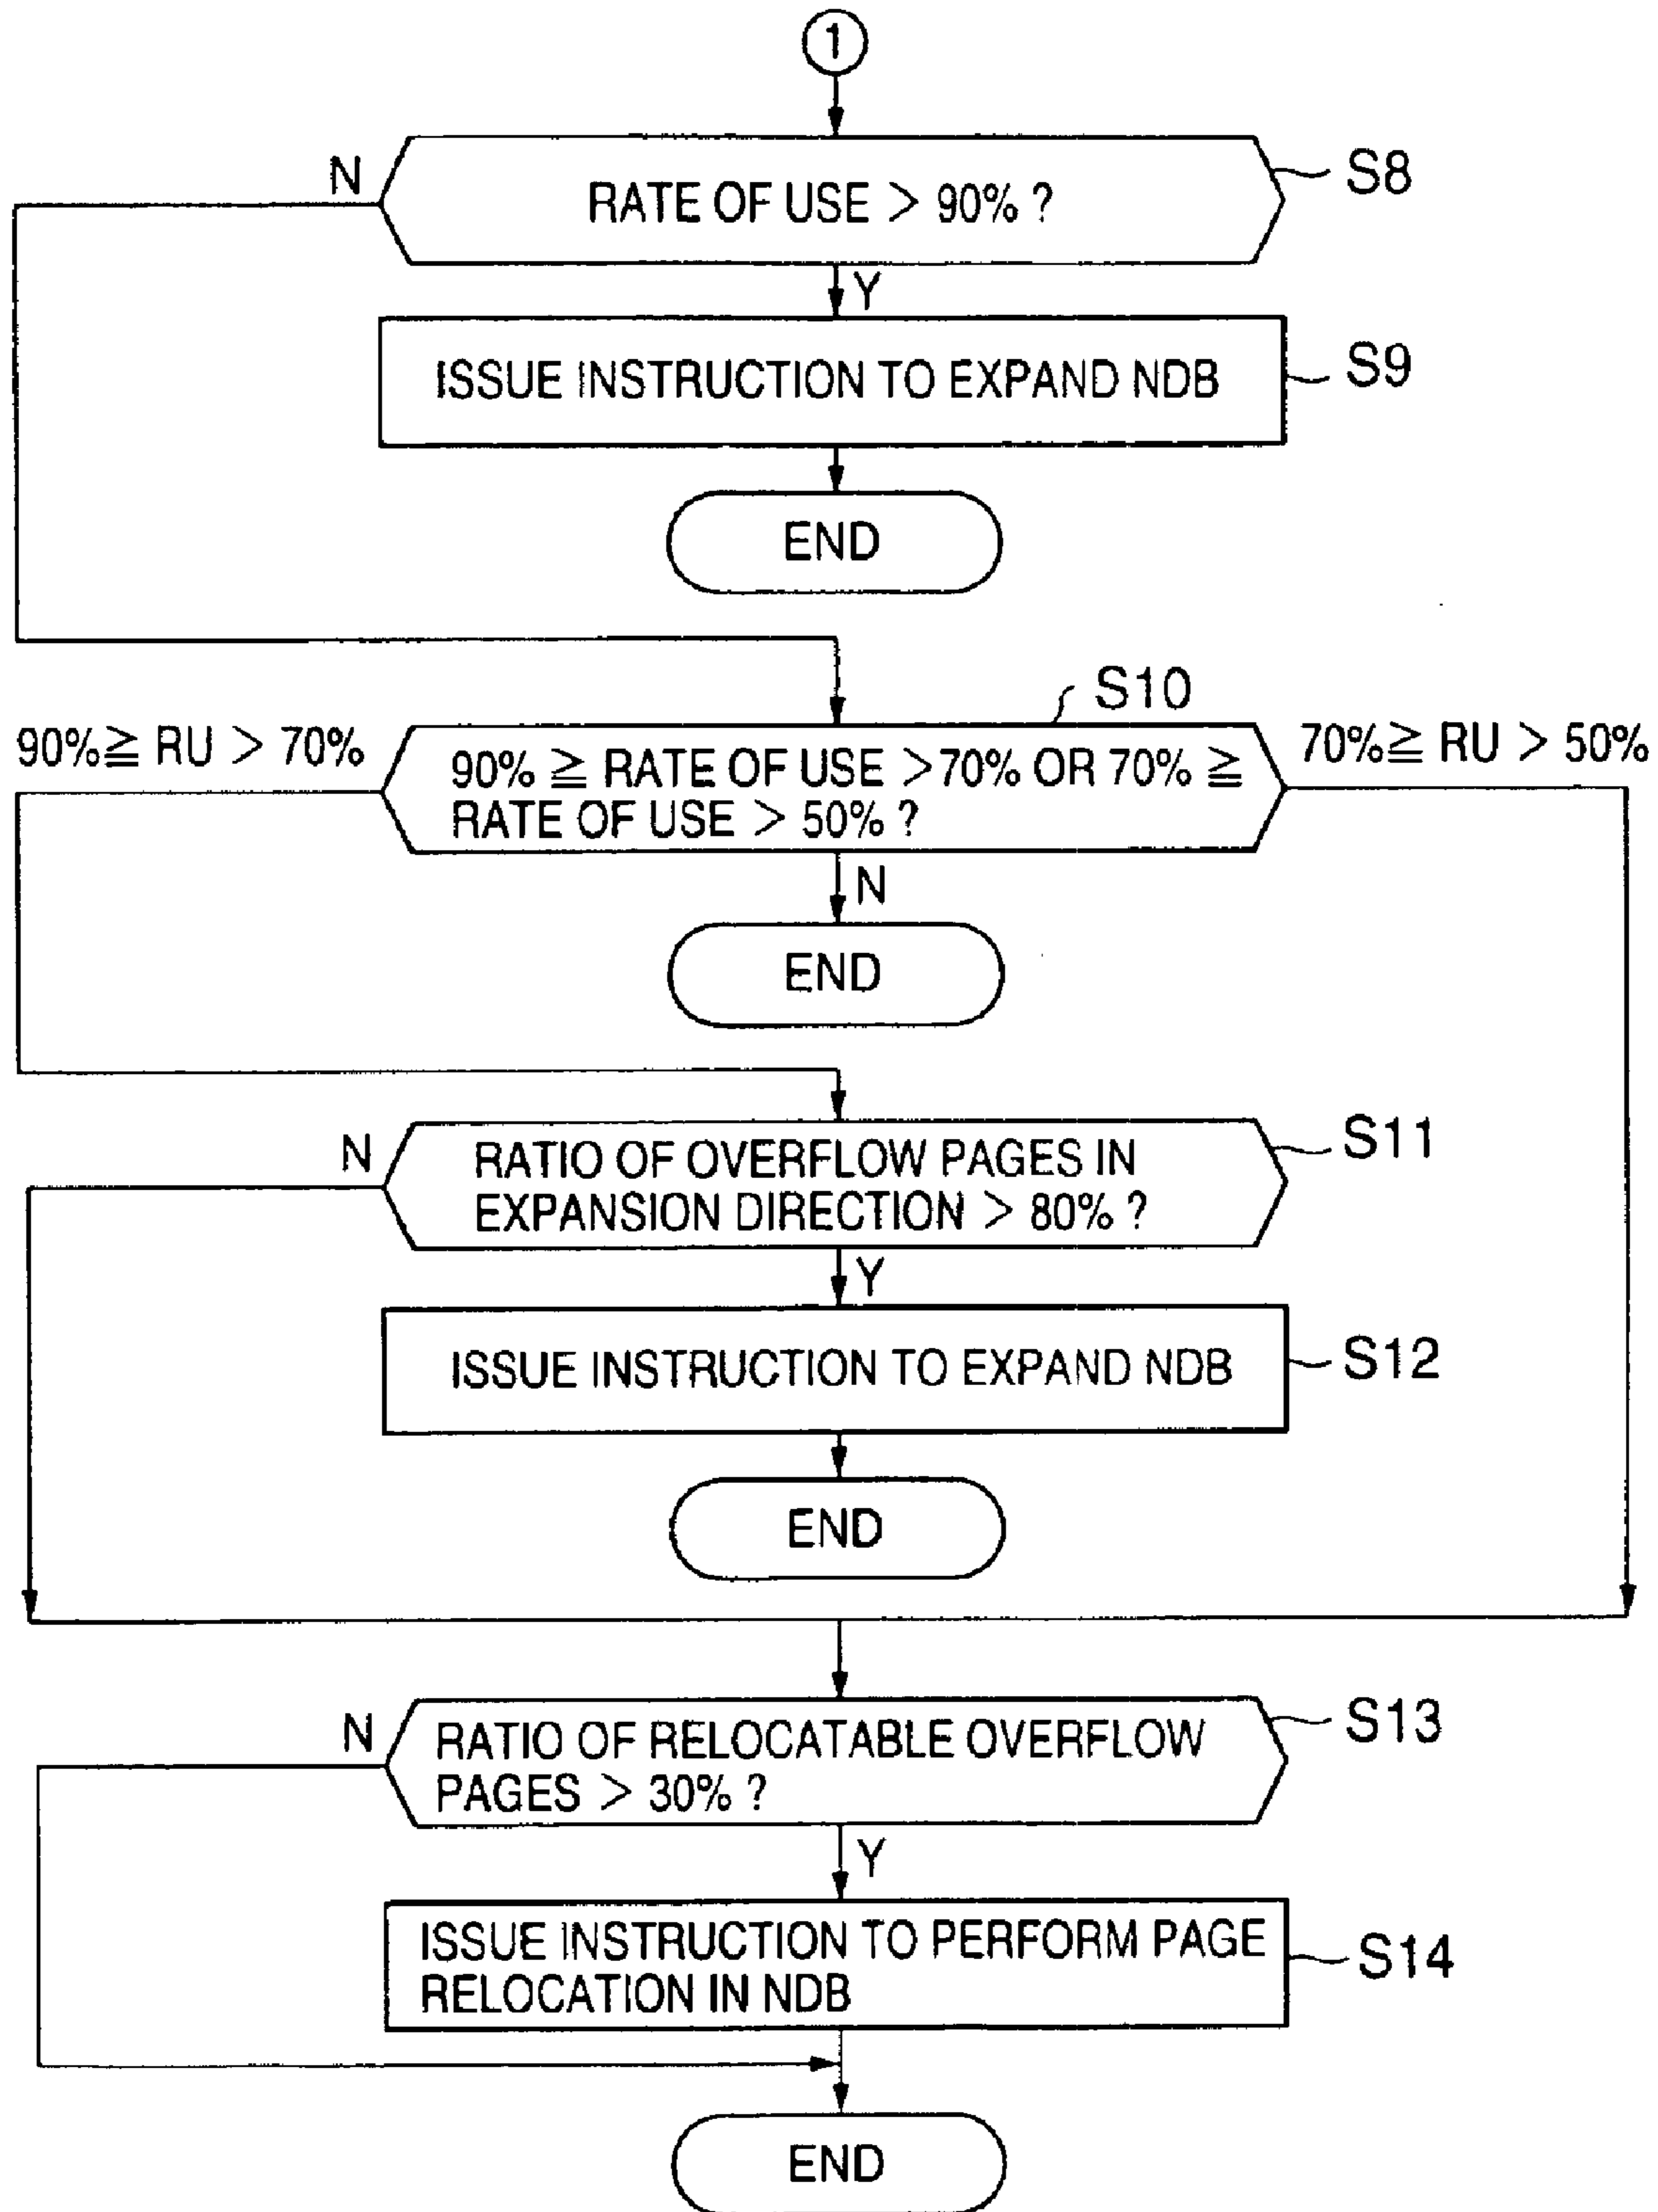 1
N
RATE OF USE > 90% ?
S8
Y
ISSUE INSTRUCTION TO EXPAND NDB
S9
END
S10
90%≧ RU > 70%
90% ≧ RATE OF USE >70% OR 70% ≧
RATE OF USE > 50% ?
70%≧ RU > 50%
N
END
N
RATIO OF OVERFLOW PAGES IN
EXPANSION DIRECTION > 80% ?
S11
Y
ISSUE INSTRUCTION TO EXPAND NDB
S12
END
N
RATIO OF RELOCATABLE OVERFLOW
PAGES > 30% ?
S13
Y
ISSUE INSTRUCTION TO PERFORM PAGE
RELOCATION IN NDB
S14
END